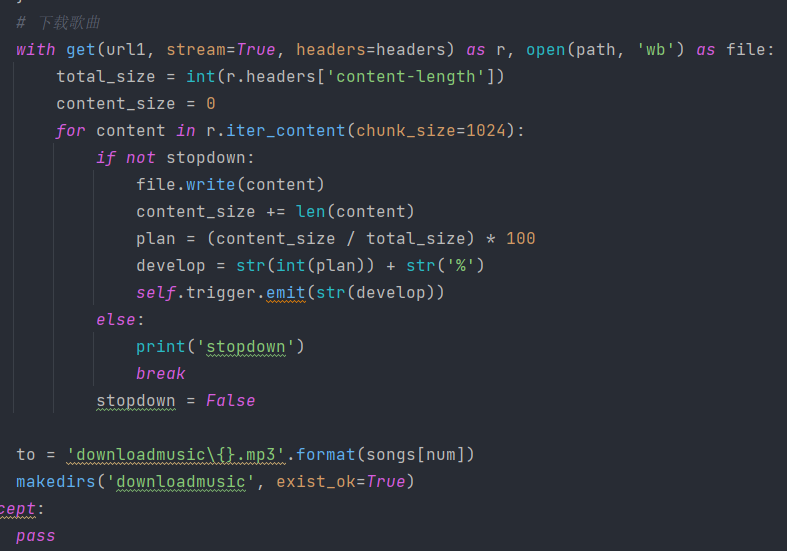 # 下载歌曲
with get(url1, stream=True, headers=headers) as r, open(path, 'wb') as file:
total_size = int(r.headers['content-length'])
content_size = 0
for content in r.iter_content(chunk_size=1024):
if not stopdown:
file.write(content)
content_size += len(content)
plan = (content_size / total_size) * 100
develop = str(int(plan)) + str('%')
self.trigger.emit(str(develop))
else:
print('stopdown')
break
stopdown = False
to = 'downloadmusic\{}.mp3'.format(songs[num])
makedirs('downloadmusic', exist_ok=True)
cept:
pass